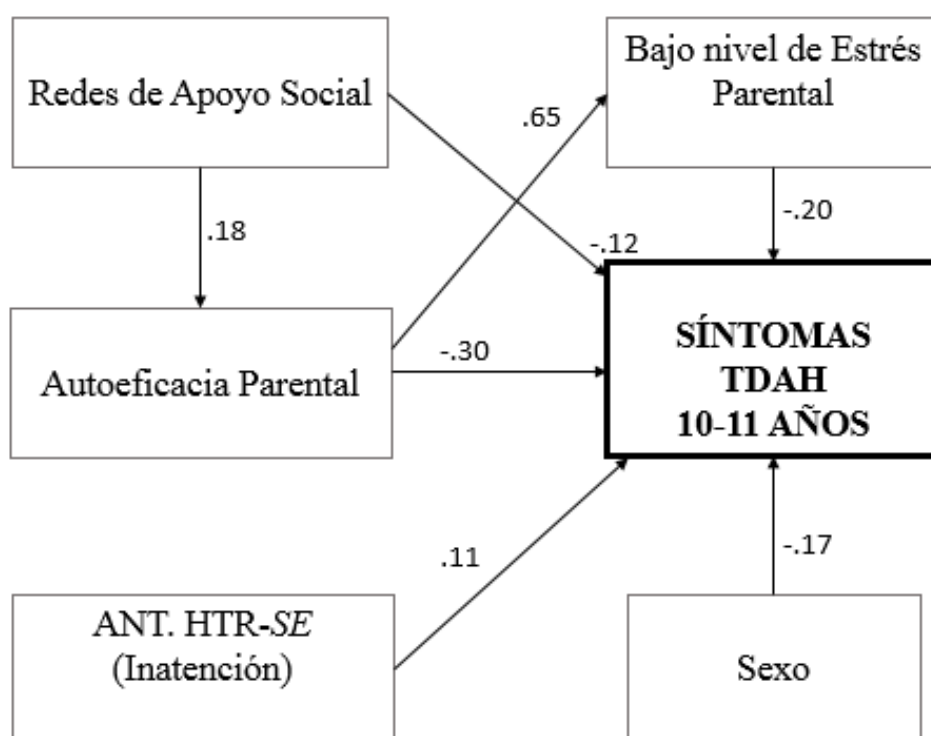 Redes de Apoyo Social
Bajo nivel de Estrés
Parental
.65
.18
-.20
-.12
Autoeficacia Parental
-.30
SÍNTOMAS
TDAH
10-11 AÑOS
.11
-.17
ANT. HTR-SE
(Inatención)
Sexo